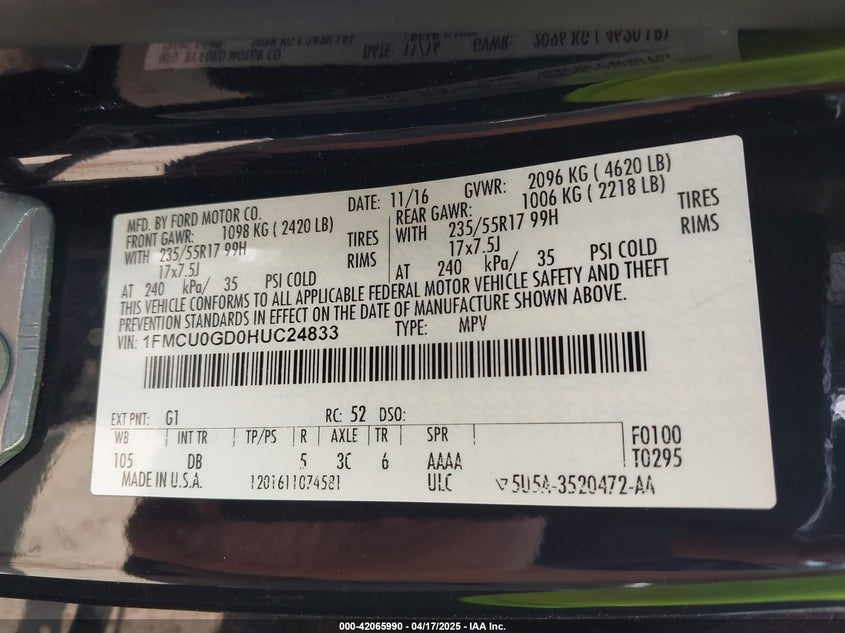 MFD. BY FORD MOTOR CO.
DATE: 11/16 GVWR: 2096 KG ( 4620 LB)
FRONT GAWR: 1098 KG ( 2420 LB) REAR GAWR: 1006 KG ( 2218 LB)
WITH 235/55R17 99H TIRES WITH 235/55R17 99H TIRES
17x7.5J RIMS 17x7.5J RIMS
AT 240 kPa/ 35 PSI COLD AT 240 kPa/ 35 PSI COLD
THIS VEHICLE CONFORMS TO ALL APPLICABLE FEDERAL MOTOR VEHICLE SAFETY AND THEFT
PREVENTION STANDARDS IN EFFECT ON THE DATE OF MANUFACTURE SHOWN ABOVE.
VIN: 1FMCU0GD0HUC24833 TYPE: MPV
EXT PNT: G1 RC: 52 DSO:
WB INT TR TP/PS R AXLE TR SPR F0100
105 DB 5 3C 6 AAAA T0295
MADE IN U.S.A. 1201611074581 ULC 5U5A-3520472-AA
000-42065990 - 04/17/2025 - IAA Inc.